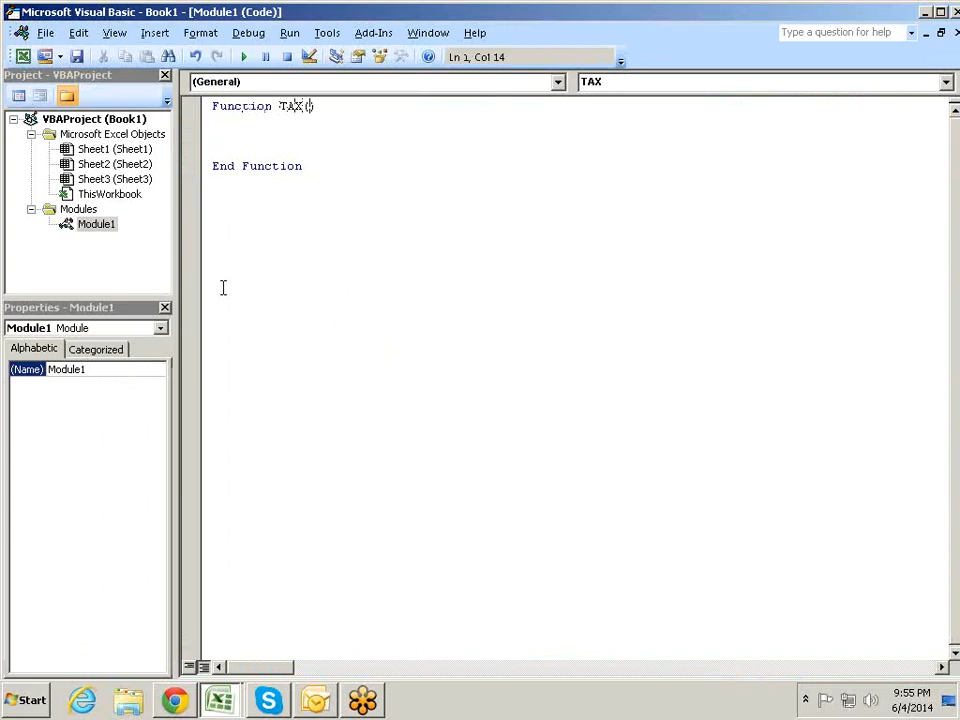 Microsoft Visual Basic - Book1 - [Module1 (Code)]
File Edit View Insert Format Debug Run Tools Add-Ins Window Help
Type a question for help
Ln 1, Col 14
Project - VBAProject
(General)
TAX
VBAProject (Book1)
Microsoft Excel Objects
Sheet1 (Sheet1)
Sheet2 (Sheet2)
Sheet3 (Sheet3)
ThisWorkbook
Modules
Module1
Function TAX()
End Function
Properties - Module1
Module1 Module
Alphabetic Categorized
(Name) Module1
Start
9:55 PM
6/4/2014